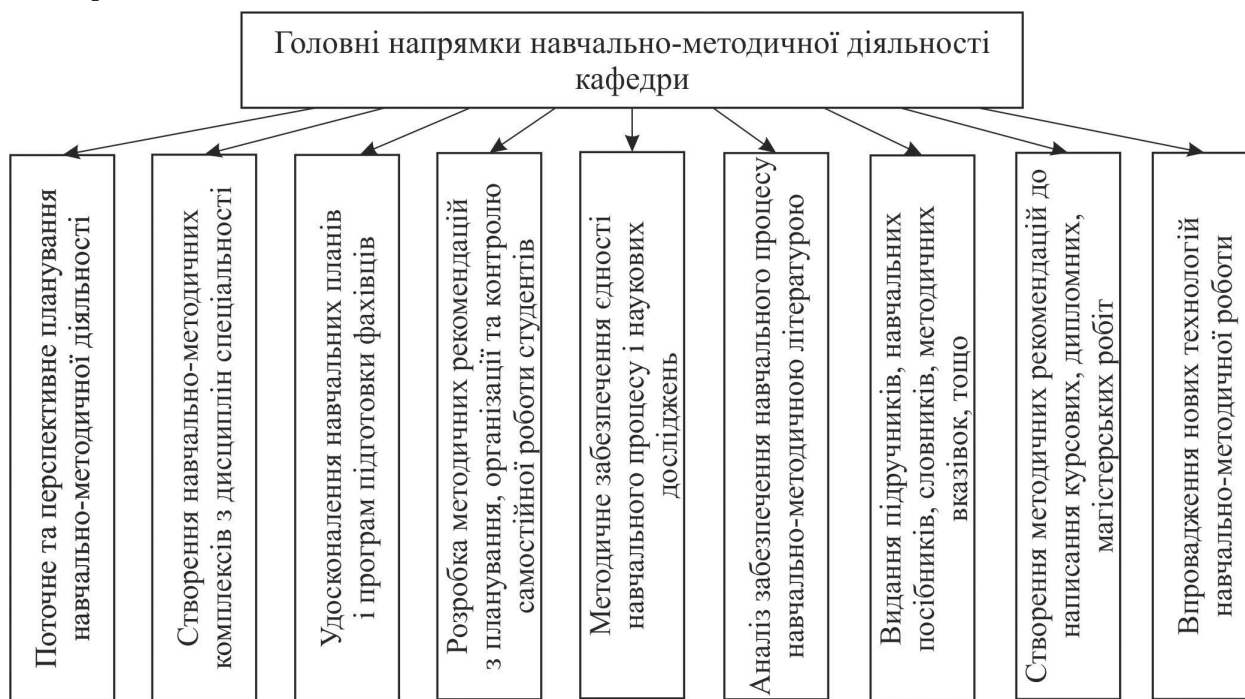 Головні напрямки навчально-методичної діяльності
кафедри
Поточне та перспективне планування
навчально-методичної діяльності
Створення навчально-методичних
комплексів з дисциплін спеціальності
Удосконалення навчальних планів
і програм підготовки фахівців
Розробка методичних рекомендацій
з планування, організації та контролю
самостійної роботи студентів
Методичне забезпечення єдності
навчального процесу і наукових
досліджень
Аналіз забезпечення навчального процесу
навчально-методичною літературою
Видання підручників, навчальних
посібників, словників, методичних
вказівок, тощо
Створення методичних рекомендацій до
написання курсових, дипломних,
магістерських робіт
Впровадження нових технологій
навчально-методичної роботи